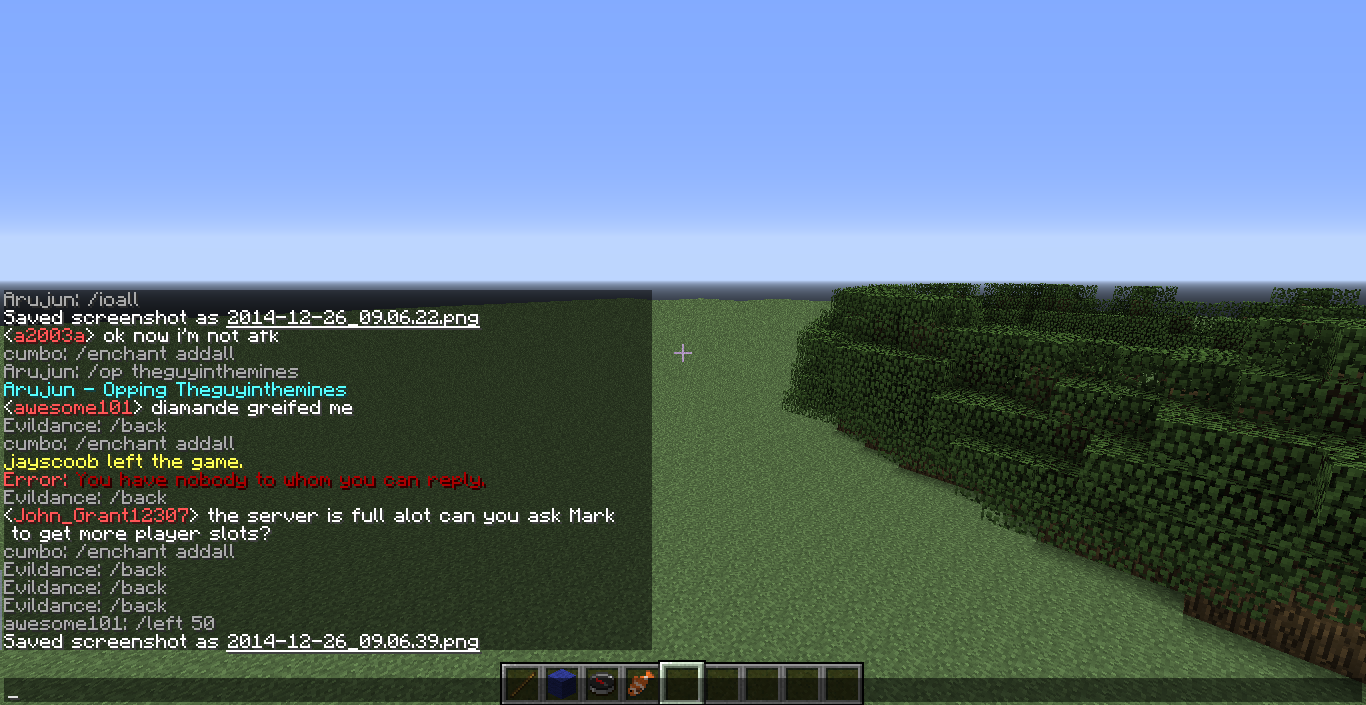 Arujun: /ioall
Saved screenshot as 2014-12-26_09.06.22.png
<a2003a> ok now i'm not afk
cumbo: /enchant addall
Arujun: /op theguyinthemines
Arujun - Opping Theguyinthemines
<awesome101> diamande greifed me
Evildance: /back
cumbo: /enchant addall
jayscoob left the game.
Error: You have nobody to whom you can reply.
Evildance: /back
<John_Grant12307> the server is full alot can you ask Mark
to get more player slots?
cumbo: /enchant addall
Evildance: /back
Evildance: /back
Evildance: /back
awesome101: /left 50
Saved screenshot as 2014-12-26_09.06.39.png
_